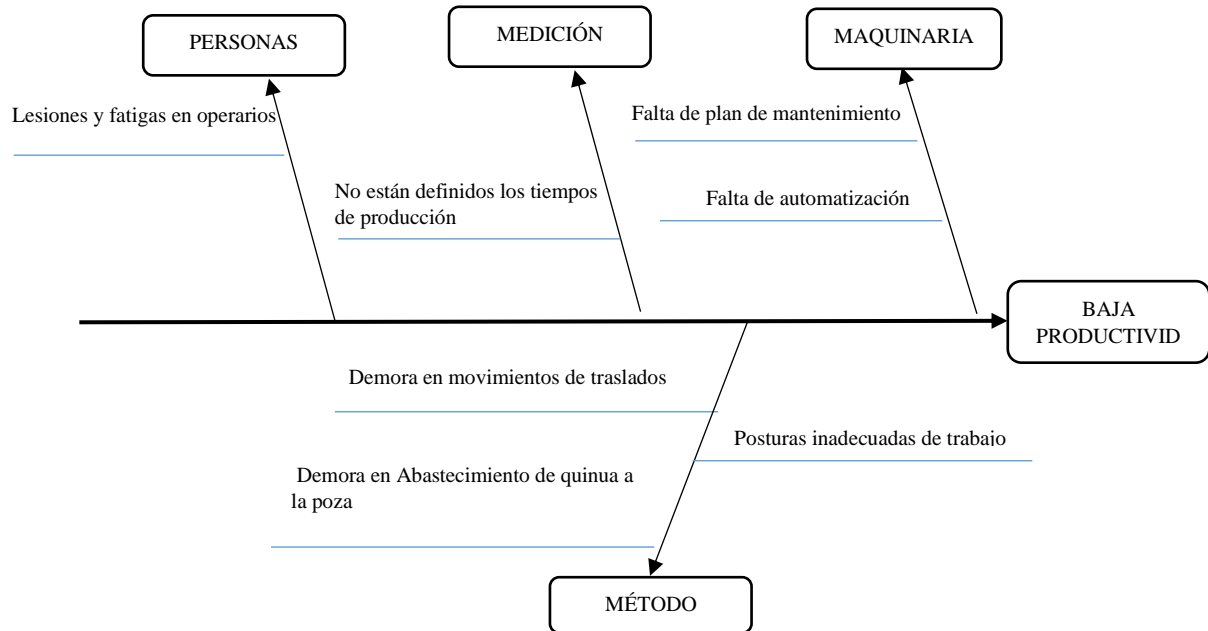 PERSONAS
MEDICIÓN
MAQUINARIA
Lesiones y fatigas en operarios
Falta de plan de mantenimiento
No están definidos los tiempos
de producción
Falta de automatización
BAJA
PRODUCTIVID
Demora en movimientos de traslados
Posturas inadecuadas de trabajo
Demora en Abastecimiento de quinua a
la poza
MÉTODO